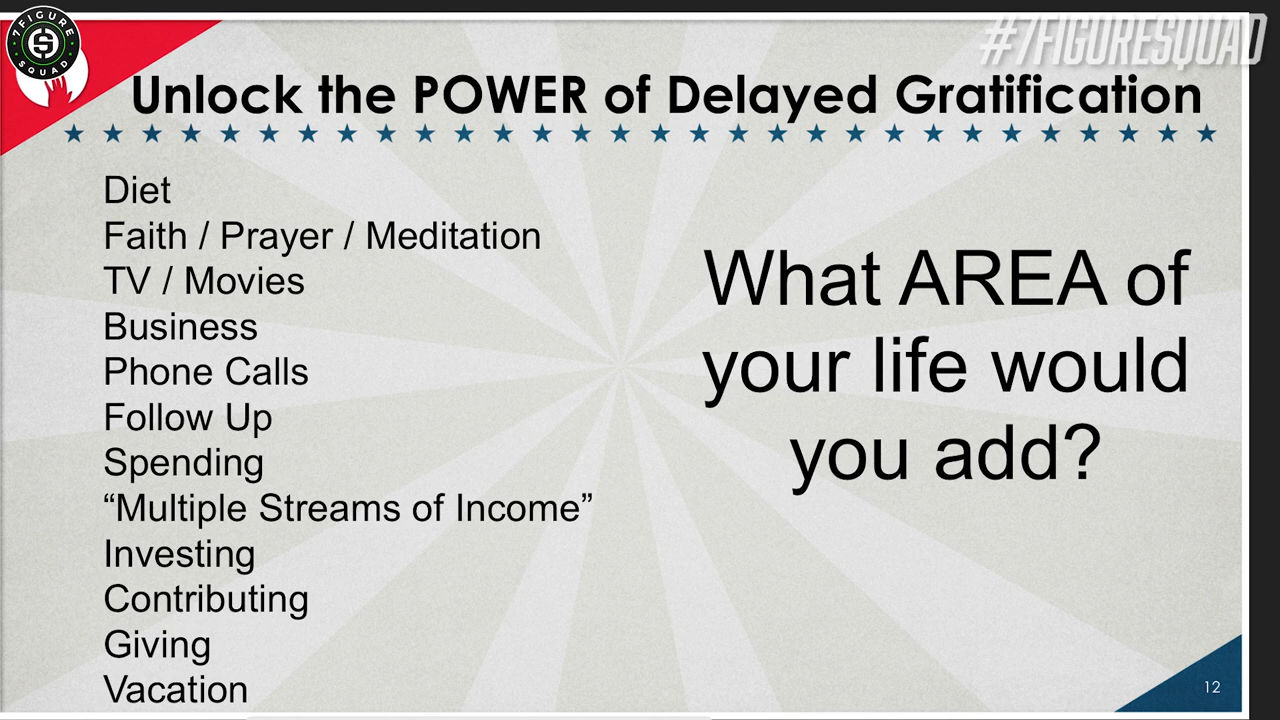 7 FIGURE
SQUAD
#7FIGURESQUAD
Unlock the POWER of Delayed Gratification
Diet
Faith / Prayer / Meditation
TV / Movies
Business
Phone Calls
Follow Up
Spending
“Multiple Streams of Income”
Investing
Contributing
Giving
Vacation
What AREA of
your life would
you add?
12